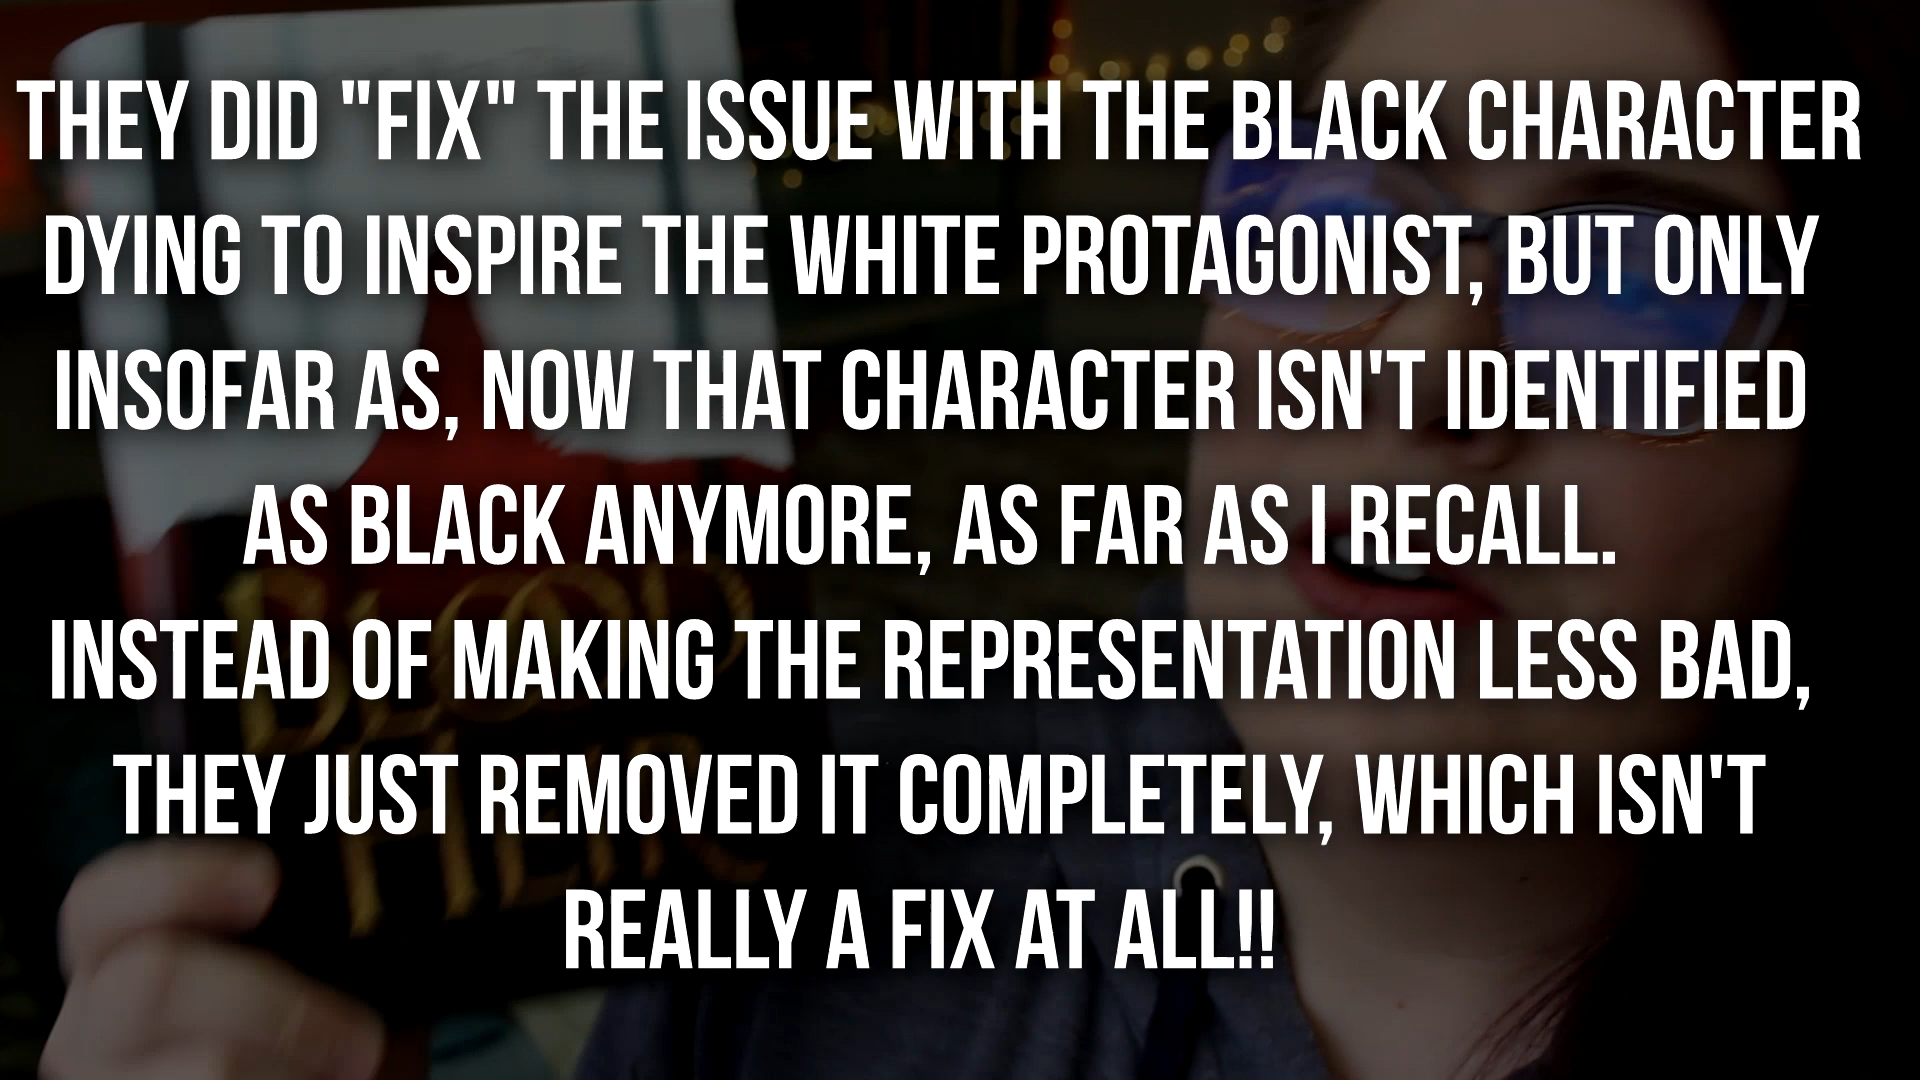 THEY DID "FIX" THE ISSUE WITH THE BLACK CHARACTER
DYING TO INSPIRE THE WHITE PROTAGONIST, BUT ONLY
INSOFAR AS, NOW THAT CHARACTER ISN'T IDENTIFIED
AS BLACK ANYMORE, AS FAR AS I RECALL.
INSTEAD OF MAKING THE REPRESENTATION LESS BAD,
THEY JUST REMOVED IT COMPLETELY, WHICH ISN'T
REALLY A FIX AT ALL!!
BLOOD
HEIR